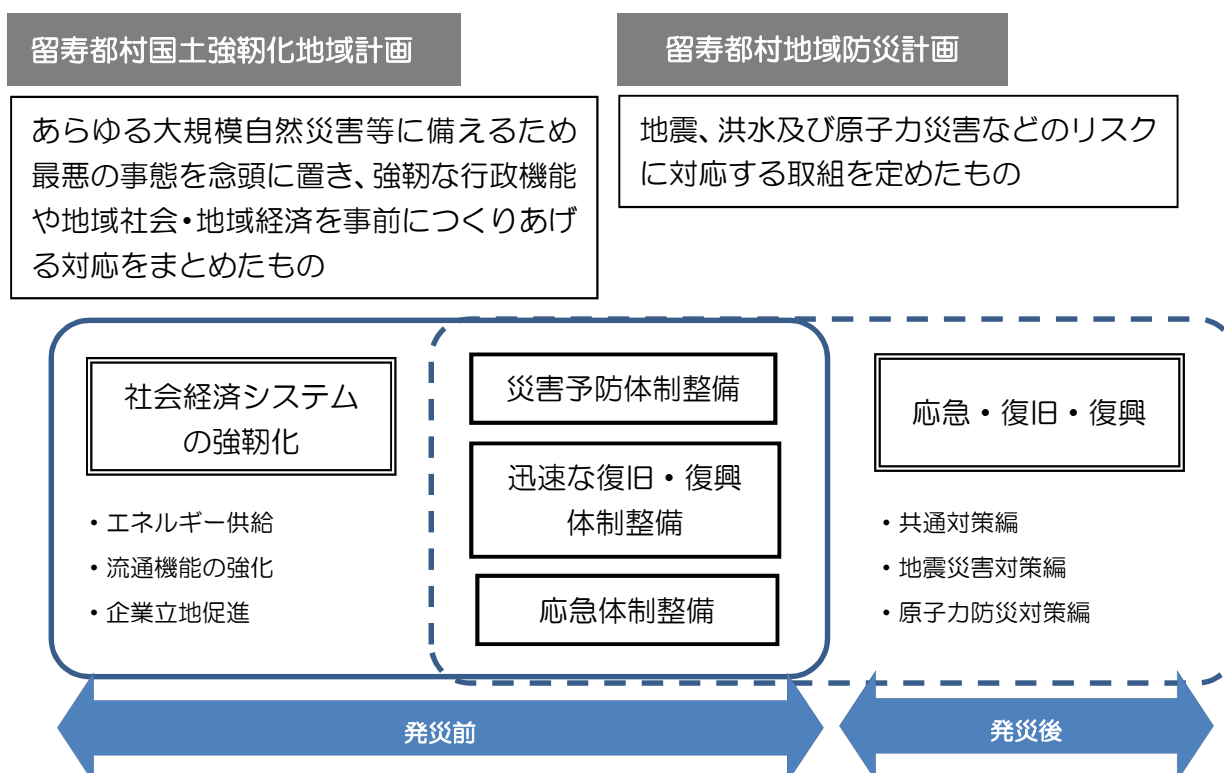 留寿都村国土強靭化地域計画
留寿都村地域防災計画
あらゆる大規模自然災害等に備えるため
最悪の事態を念頭に置き、強靭な行政機能
や地域社会・地域経済を事前につくりあげ
る対応をまとめたもの
地震、洪水及び原子力災害などのリスク
に対応する取組を定めたもの
社会経済システム
の強靭化
・エネルギー供給
・流通機能の強化
・企業立地促進
災害予防体制整備
迅速な復旧・復興
体制整備
応急体制整備
応急・復旧・復興
・共通対策編
・地震災害対策編
・原子力防災対策編
発災前
発災後